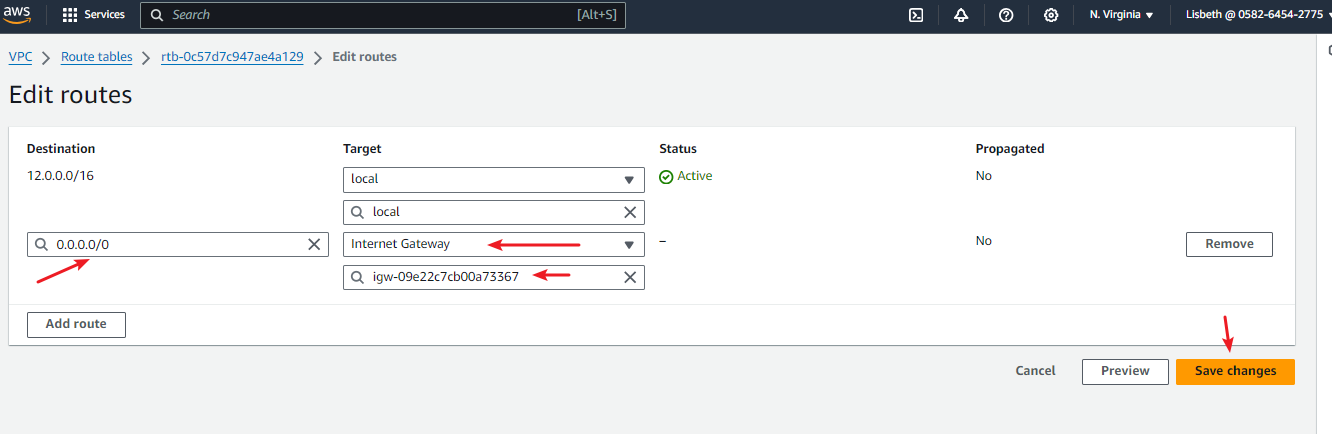 aws Services Search [Alt+S] N. Virginia Lisbeth @ 0582-6454-2775
VPC Route tables rtb-0c57d7c947ae4a129 Edit routes
Edit routes
Destination Target Status Propagated
12.0.0.0/16 local Active No
local
0.0.0.0/0 Internet Gateway – No Remove
igw-09e22c7cb00a73367
Add route
Cancel Preview Save changes